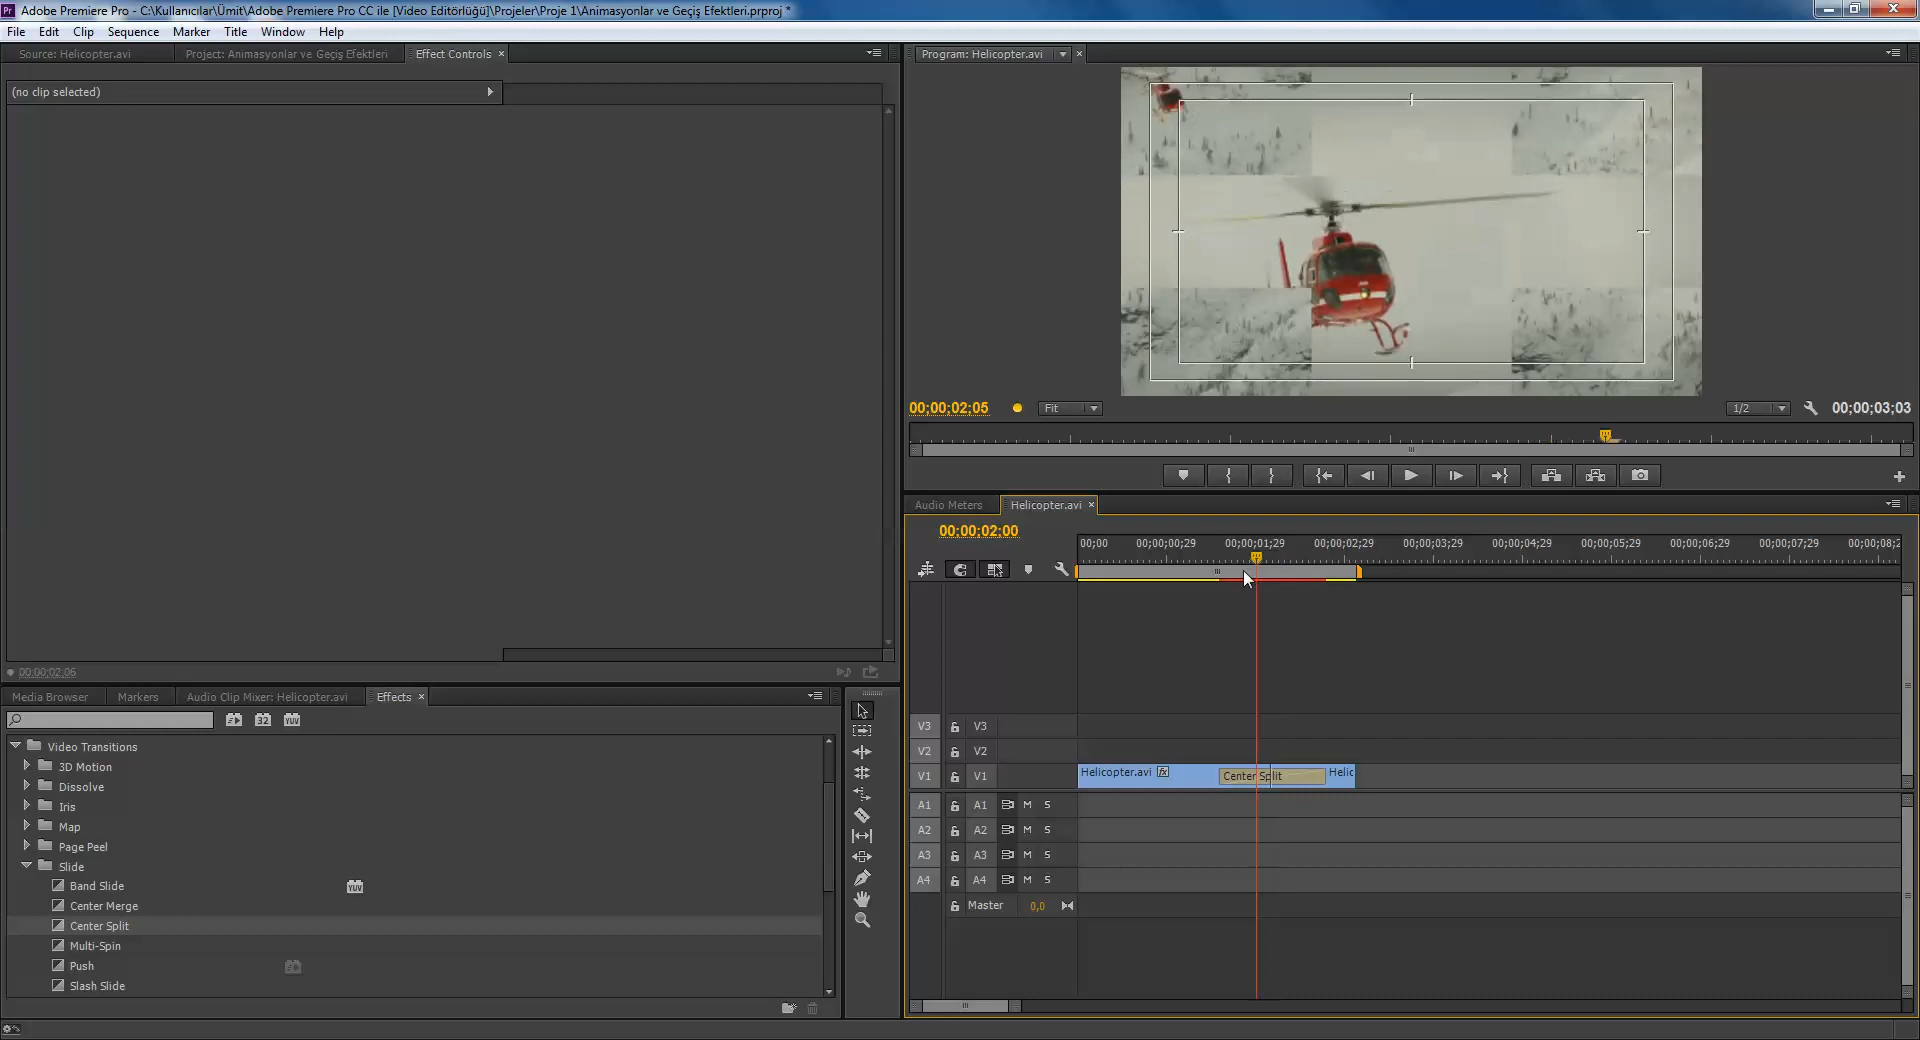 Adobe Premiere Pro - C:\Kullanıcılar\Ümit\Adobe Premiere Pro CC ile [Video Editörlüğü]\Projeler\Proje 1\Animasyonlar ve Geçiş Efektleri.prproj *
File Edit Clip Sequence Marker Title Window Help
Source: Helicopter.avi Project: Animasyonlar ve Geçiş Efektleri Effect Controls
(no clip selected)
00;00;02;06
Program: Helicopter.avi
00;00;02;05 Fit 1/2 00;00;03;03
Audio Meters Helicopter.avi
00;00;02;00
00;00 00;00;00;29 00;00;01;29 00;00;02;29 00;00;03;29 00;00;04;29 00;00;05;29 00;00;06;29 00;00;07;29 00;00;08;2
V3 V3
V2 V2
V1 V1 Helicopter.avi fx Center Split Helic
A1 A1 M S
A2 A2 M S
A3 A3 M S
A4 A4 M S
Master 0,0
Media Browser Markers Audio Clip Mixer: Helicopter.avi Effects
32 YUV
Video Transitions
3D Motion
Dissolve
Iris
Map
Page Peel
Slide
Band Slide YUV
Center Merge
Center Split
Multi-Spin
Push
Slash Slide